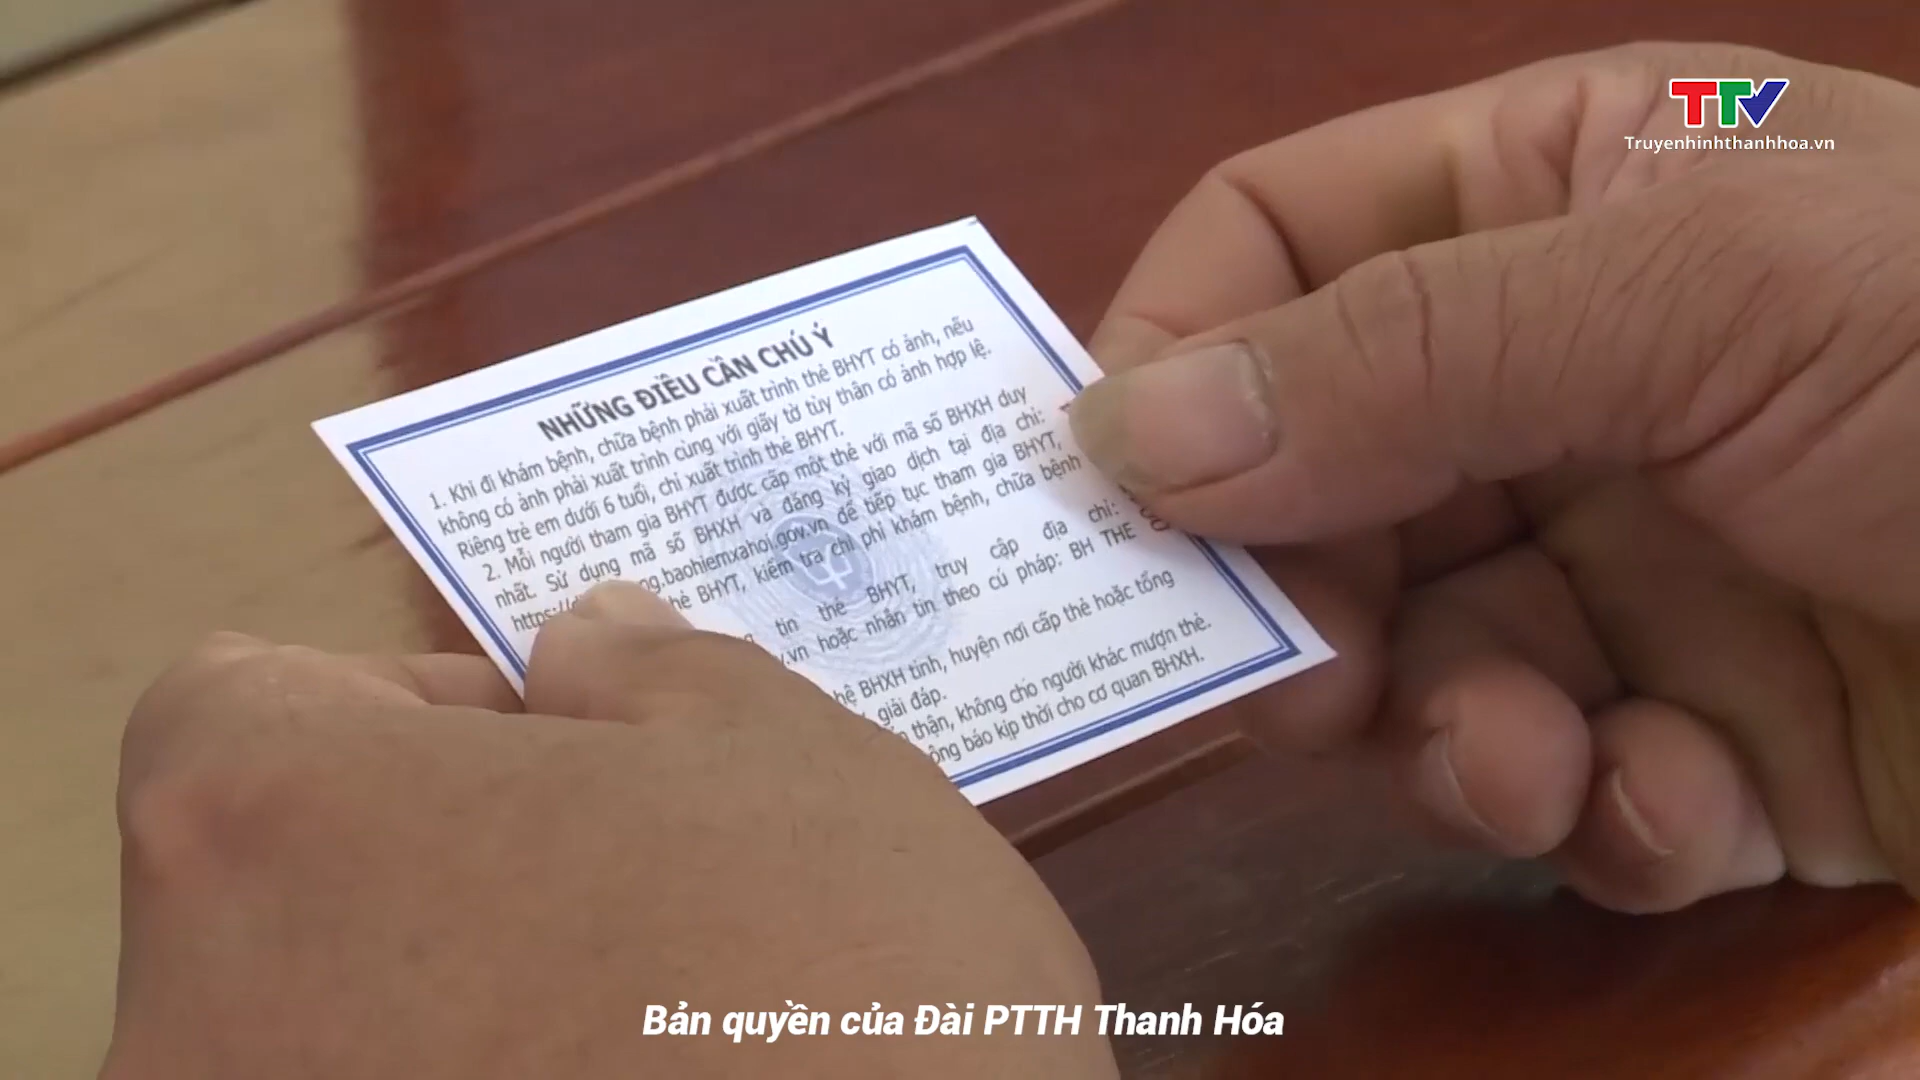 TTV
Truyenhinhthanhhoa.vn
NHỮNG ĐIỀU CẦN CHÚ Ý
1. Khi đi khám bệnh, chữa bệnh phải xuất trình thẻ BHYT có ảnh, nếu
không có ảnh phải xuất trình cùng với giấy tờ tùy thân có ảnh hợp lệ.
Riêng trẻ em dưới 6 tuổi, chỉ xuất trình thẻ BHYT.
2. Mỗi người tham gia BHYT được cấp một thẻ với mã số BHXH duy
nhất. Sử dụng mã số BHXH và đăng ký giao dịch tại địa chỉ:
https:// ng.baohiemxahoi.gov.vn để tiếp tục tham gia BHYT,
BHYT, kiểm tra chi phí khám bệnh, chữa bệnh
tin thẻ BHYT, truy cập địa chỉ:
.vn hoặc nhắn tin theo cú pháp: BH THE
BHXH tỉnh, huyện nơi cấp thẻ hoặc tổng
giải đáp.
thận, không cho người khác mượn thẻ.
báo kịp thời cho cơ quan BHXH.
Bản quyền của Đài PTTH Thanh Hóa